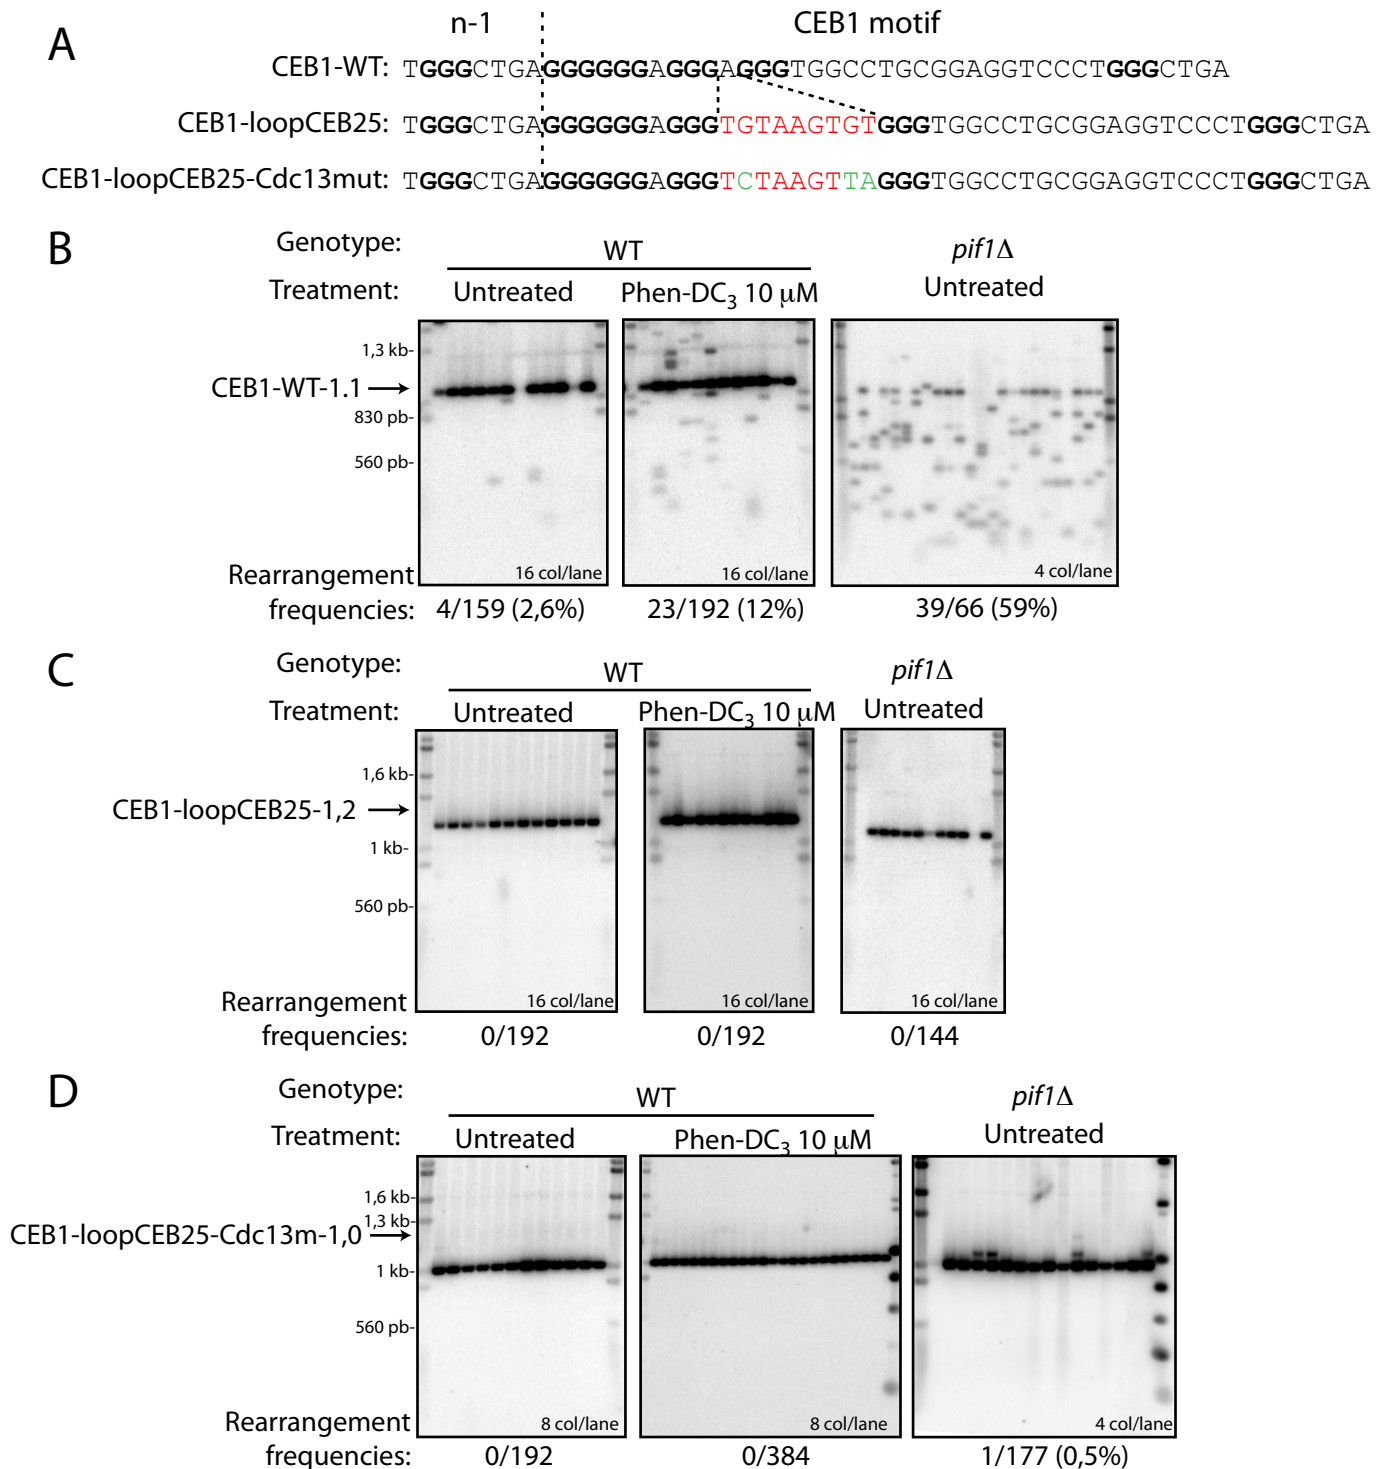 A
n-1 CEB1 motif
CEB1-WT: TGGGCTGAGGGGGGAGGGAGGGTGGCCTGCGGAGGTCCCTGGGCTGA
CEB1-loopCEB25: TGGGCTGAGGGGGGAGGGTGTAAGTGTGGGTGGCCTGCGGAGGTCCCTGGGCTGA
CEB1-loopCEB25-Cdc13mut: TGGGCTGAGGGGGGAGGGTCTAAGTTAGGGTGGCCTGCGGAGGTCCCTGGGCTGA
B
Genotype: WT pif1Δ
Treatment: Untreated Phen-DC3 10 μM Untreated
1,3 kb-
CEB1-WT-1.1
830 pb-
560 pb-
16 col/lane 16 col/lane 4 col/lane
Rearrangement
frequencies: 4/159 (2,6%) 23/192 (12%) 39/66 (59%)
C
Genotype: WT pif1Δ
Treatment: Untreated Phen-DC3 10 μM Untreated
1,6 kb-
CEB1-loopCEB25-1,2
1 kb-
560 pb-
16 col/lane 16 col/lane 16 col/lane
Rearrangement
frequencies: 0/192 0/192 0/144
D
Genotype: WT pif1Δ
Treatment: Untreated Phen-DC3 10 μM Untreated
1,6 kb-
1,3 kb-
CEB1-loopCEB25-Cdc13m-1,0
1 kb-
560 pb-
8 col/lane 8 col/lane 4 col/lane
Rearrangement
frequencies: 0/192 0/384 1/177 (0,5%)